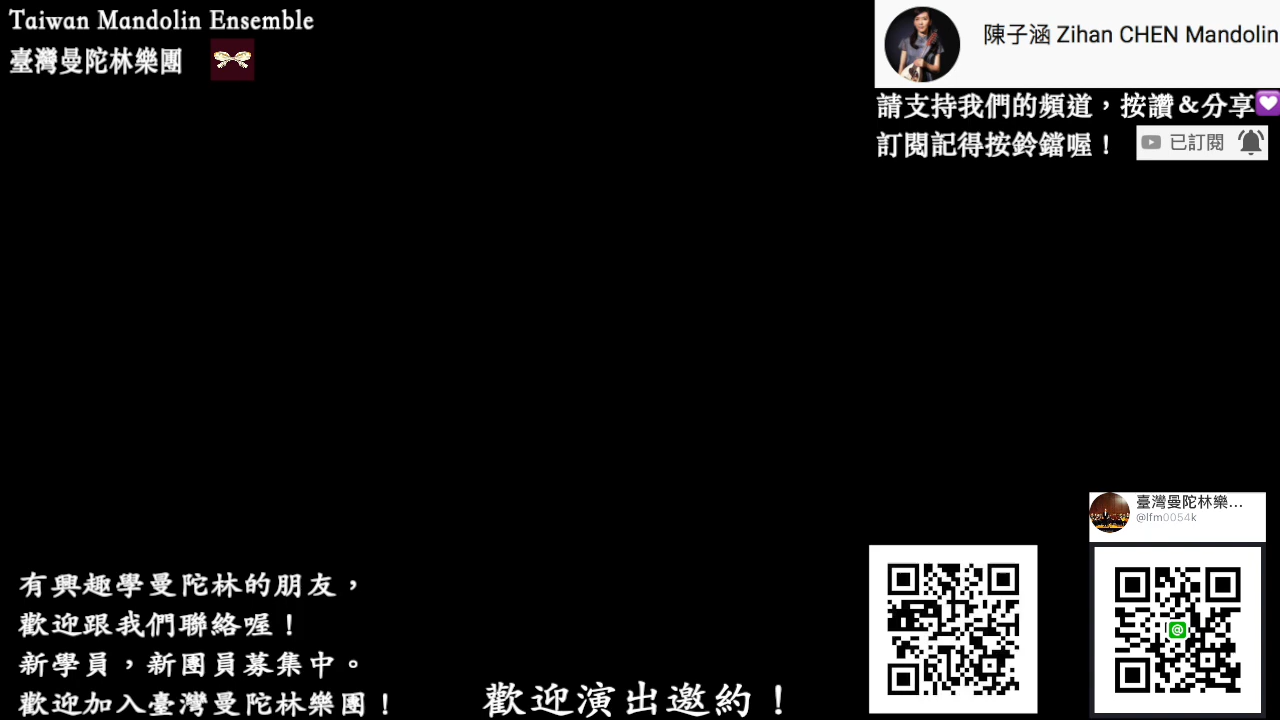 Taiwan Mandolin Ensemble
臺灣曼陀林樂團
陳子涵 Zihan CHEN Mandolin
請支持我們的頻道，按讚＆分享💜
訂閱記得按鈴鐺喔！
已訂閱
臺灣曼陀林樂...
@lfm0054k
有興趣學曼陀林的朋友，
歡迎跟我們聯絡喔！
新學員，新團員募集中。
歡迎加入臺灣曼陀林樂團！
歡迎演出邀約！